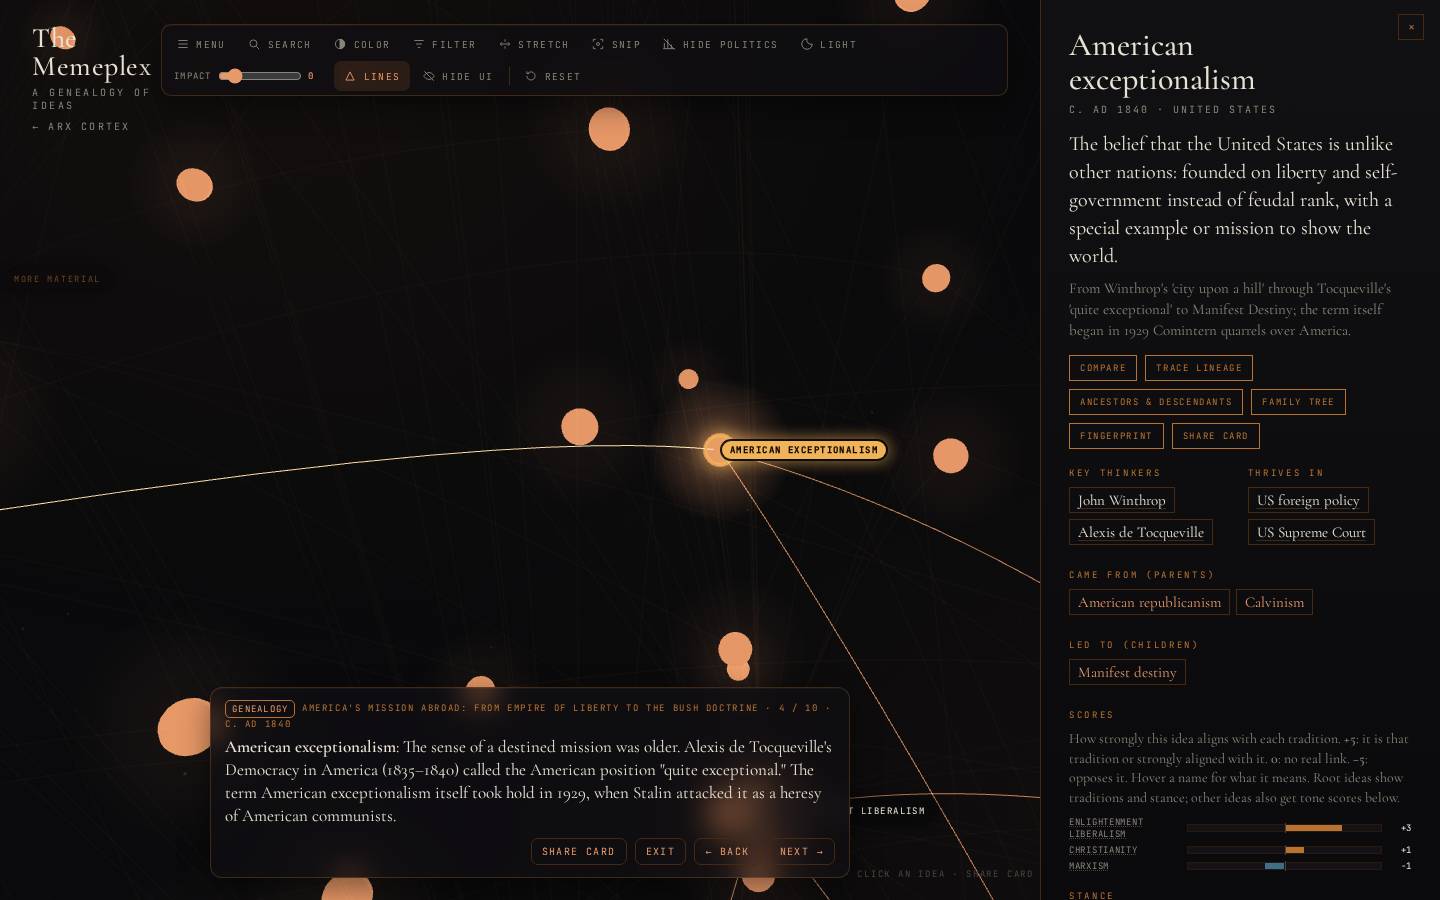 The
Memeplex
A GENEALOGY OF
IDEAS
← ARX CORTEX
MENU SEARCH COLOR FILTER STRETCH SNIP HIDE POLITICS LIGHT
IMPACT 0 LINES HIDE UI RESET
MORE MATERIAL
AMERICAN EXCEPTIONALISM
T LIBERALISM
GENEALOGY AMERICA'S MISSION ABROAD: FROM EMPIRE OF LIBERTY TO THE BUSH DOCTRINE · 4 / 10 ·
C. AD 1840
American exceptionalism: The sense of a destined mission was older. Alexis de Tocqueville's
Democracy in America (1835–1840) called the American position "quite exceptional." The
term American exceptionalism itself took hold in 1929, when Stalin attacked it as a heresy
of American communists.
SHARE CARD EXIT ← BACK NEXT →
CLICK AN IDEA · SHARE CARD
×
American
exceptionalism
C. AD 1840 · UNITED STATES
The belief that the United States is unlike
other nations: founded on liberty and self-
government instead of feudal rank, with a
special example or mission to show the
world.
From Winthrop's 'city upon a hill' through Tocqueville's
'quite exceptional' to Manifest Destiny; the term itself
began in 1929 Comintern quarrels over America.
COMPARE TRACE LINEAGE
ANCESTORS & DESCENDANTS FAMILY TREE
FINGERPRINT SHARE CARD
KEY THINKERS THRIVES IN
John Winthrop US foreign policy
Alexis de Tocqueville US Supreme Court
CAME FROM (PARENTS)
American republicanism Calvinism
LED TO (CHILDREN)
Manifest destiny
SCORES
How strongly this idea aligns with each tradition. +5: it is that
tradition or strongly aligned with it. 0: no real link. −5:
opposes it. Hover a name for what it means. Root ideas show
traditions and stance; other ideas also get tone scores below.
ENLIGHTENMENT
LIBERALISM +3
CHRISTIANITY +1
MARXISM -1
STANCE